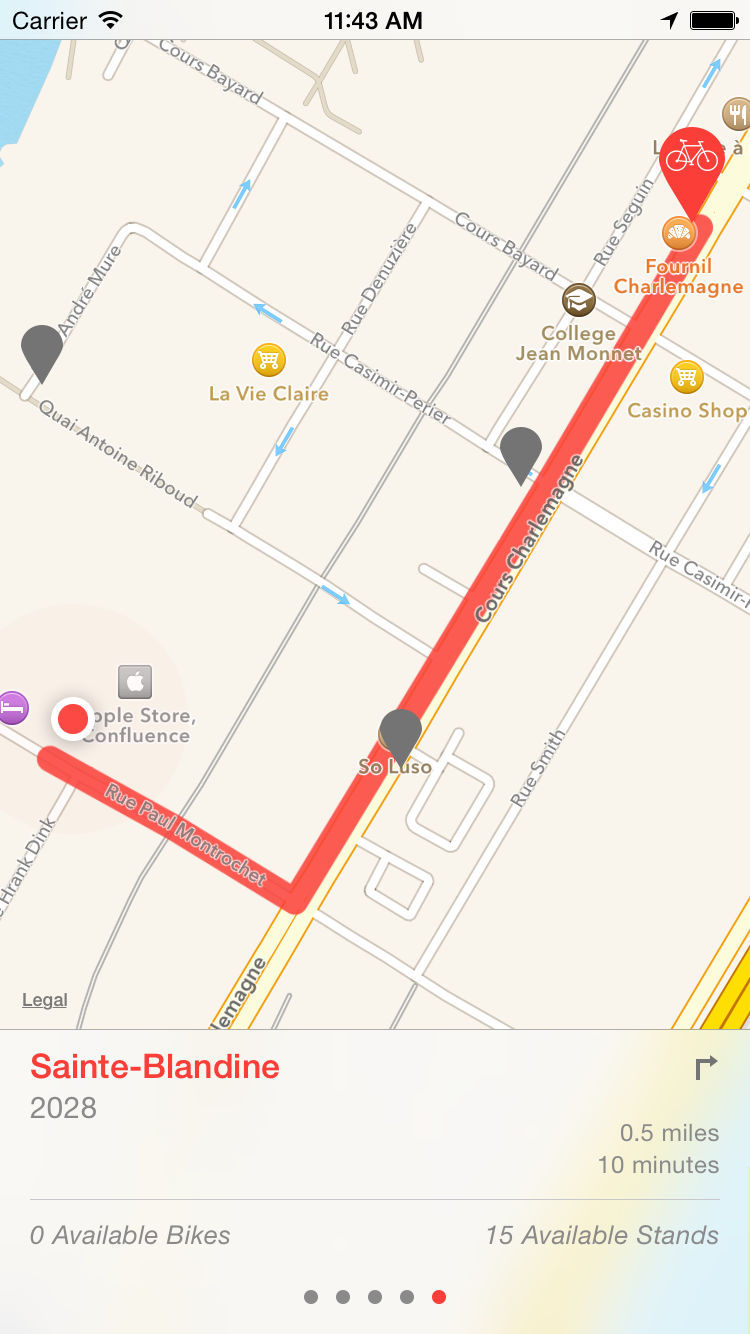 Carrier
11:43 AM
Cours Bayard
Rue Seguin
Cours Bayard
Rue Denuzière
André Mure
Fournil
Charlemagne
College
Jean Monnet
Rue Casimir-Perier
La Vie Claire
Casino Shop
Quai Antoine Riboud
Cours Charlemagne
Rue Casimir-
Store,
Confluence
So Luso
Rue Smith
Rue Paul Montrochet
Hrank Dink
lemagne
Legal
Sainte-Blandine
2028
0.5 miles
10 minutes
0 Available Bikes
15 Available Stands